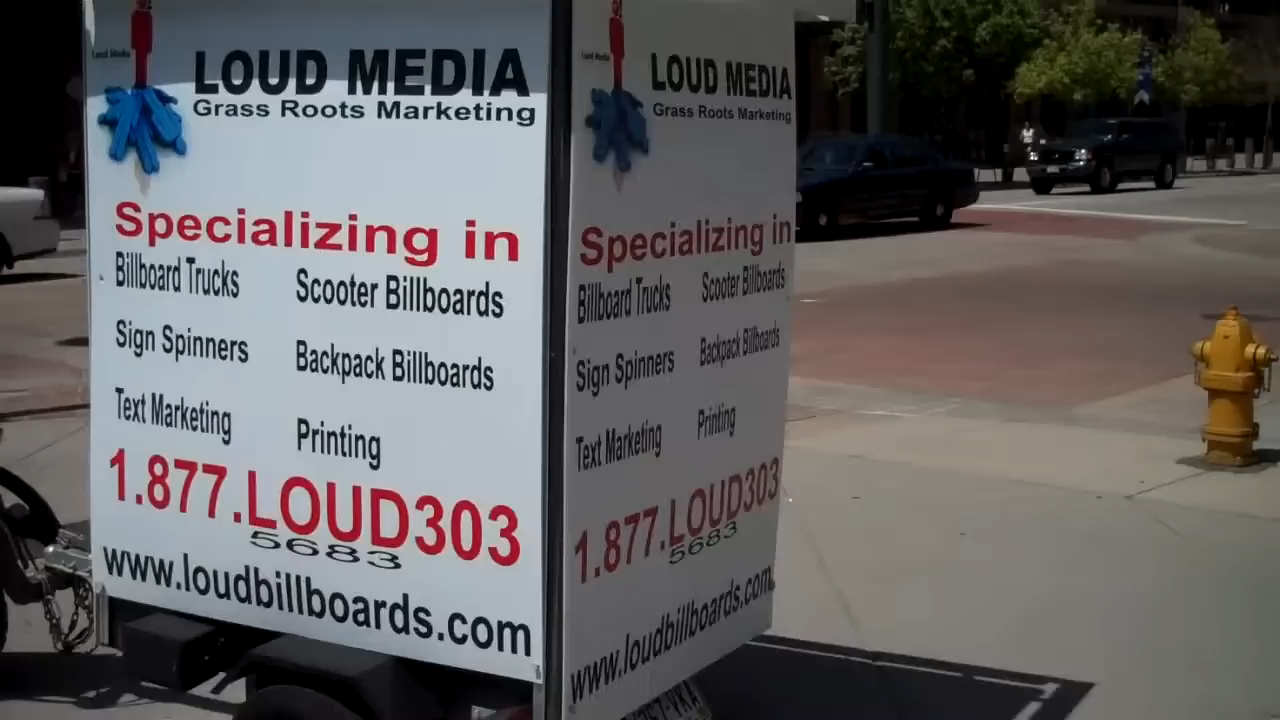 Loud Media
LOUD MEDIA
Grass Roots Marketing
Specializing in
Billboard Trucks
Scooter Billboards
Sign Spinners
Backpack Billboards
Text Marketing
Printing
1.877.LOUD303
5683
www.loudbillboards.com
Loud Media
LOUD MEDIA
Grass Roots Marketing
Specializing in
Billboard Trucks
Scooter Billboards
Sign Spinners
Backpack Billboards
Text Marketing
Printing
1.877.LOUD303
5683
www.loudbillboards.com